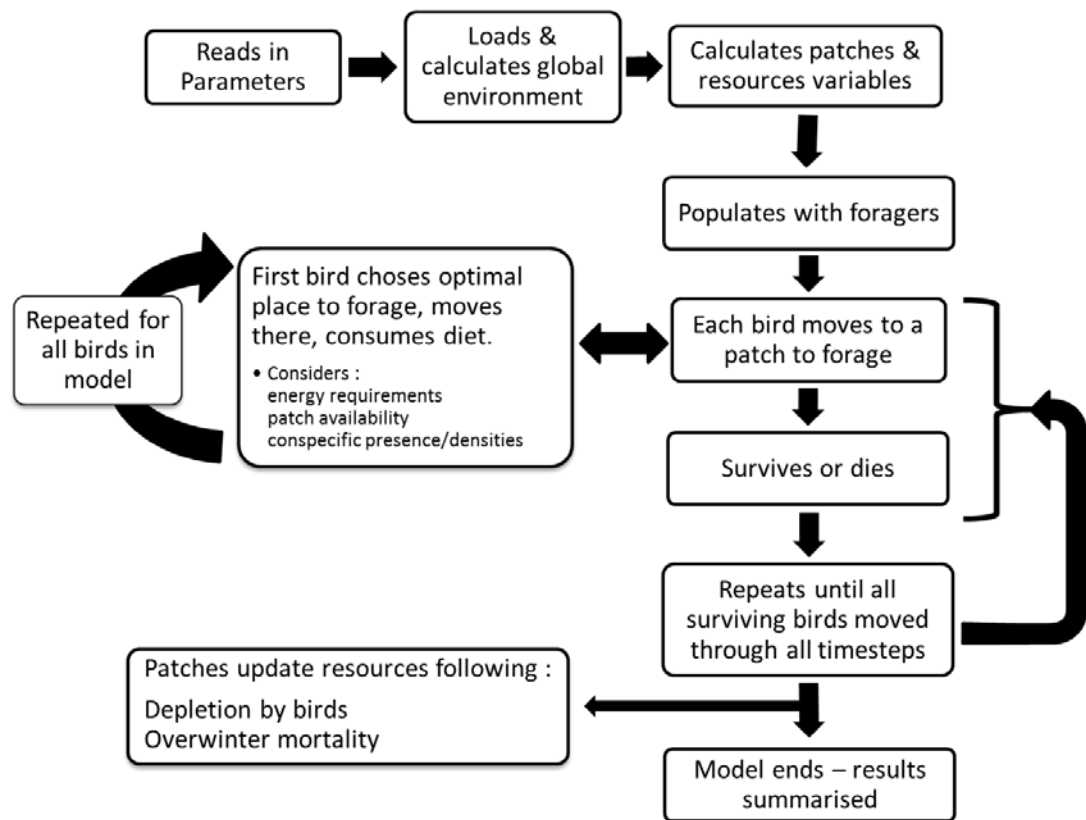 Reads in
Parameters
Loads &
calculates global
environment
Calculates patches &
resources variables
Populates with foragers
Repeated for
all birds in
model
First bird choses optimal
place to forage, moves
there, consumes diet.
• Considers :
energy requirements
patch availability
conspecific presence/densities
Each bird moves to a
patch to forage
Survives or dies
Repeats until all
surviving birds moved
through all timesteps
Patches update resources following :
Depletion by birds
Overwinter mortality
Model ends – results
summarised